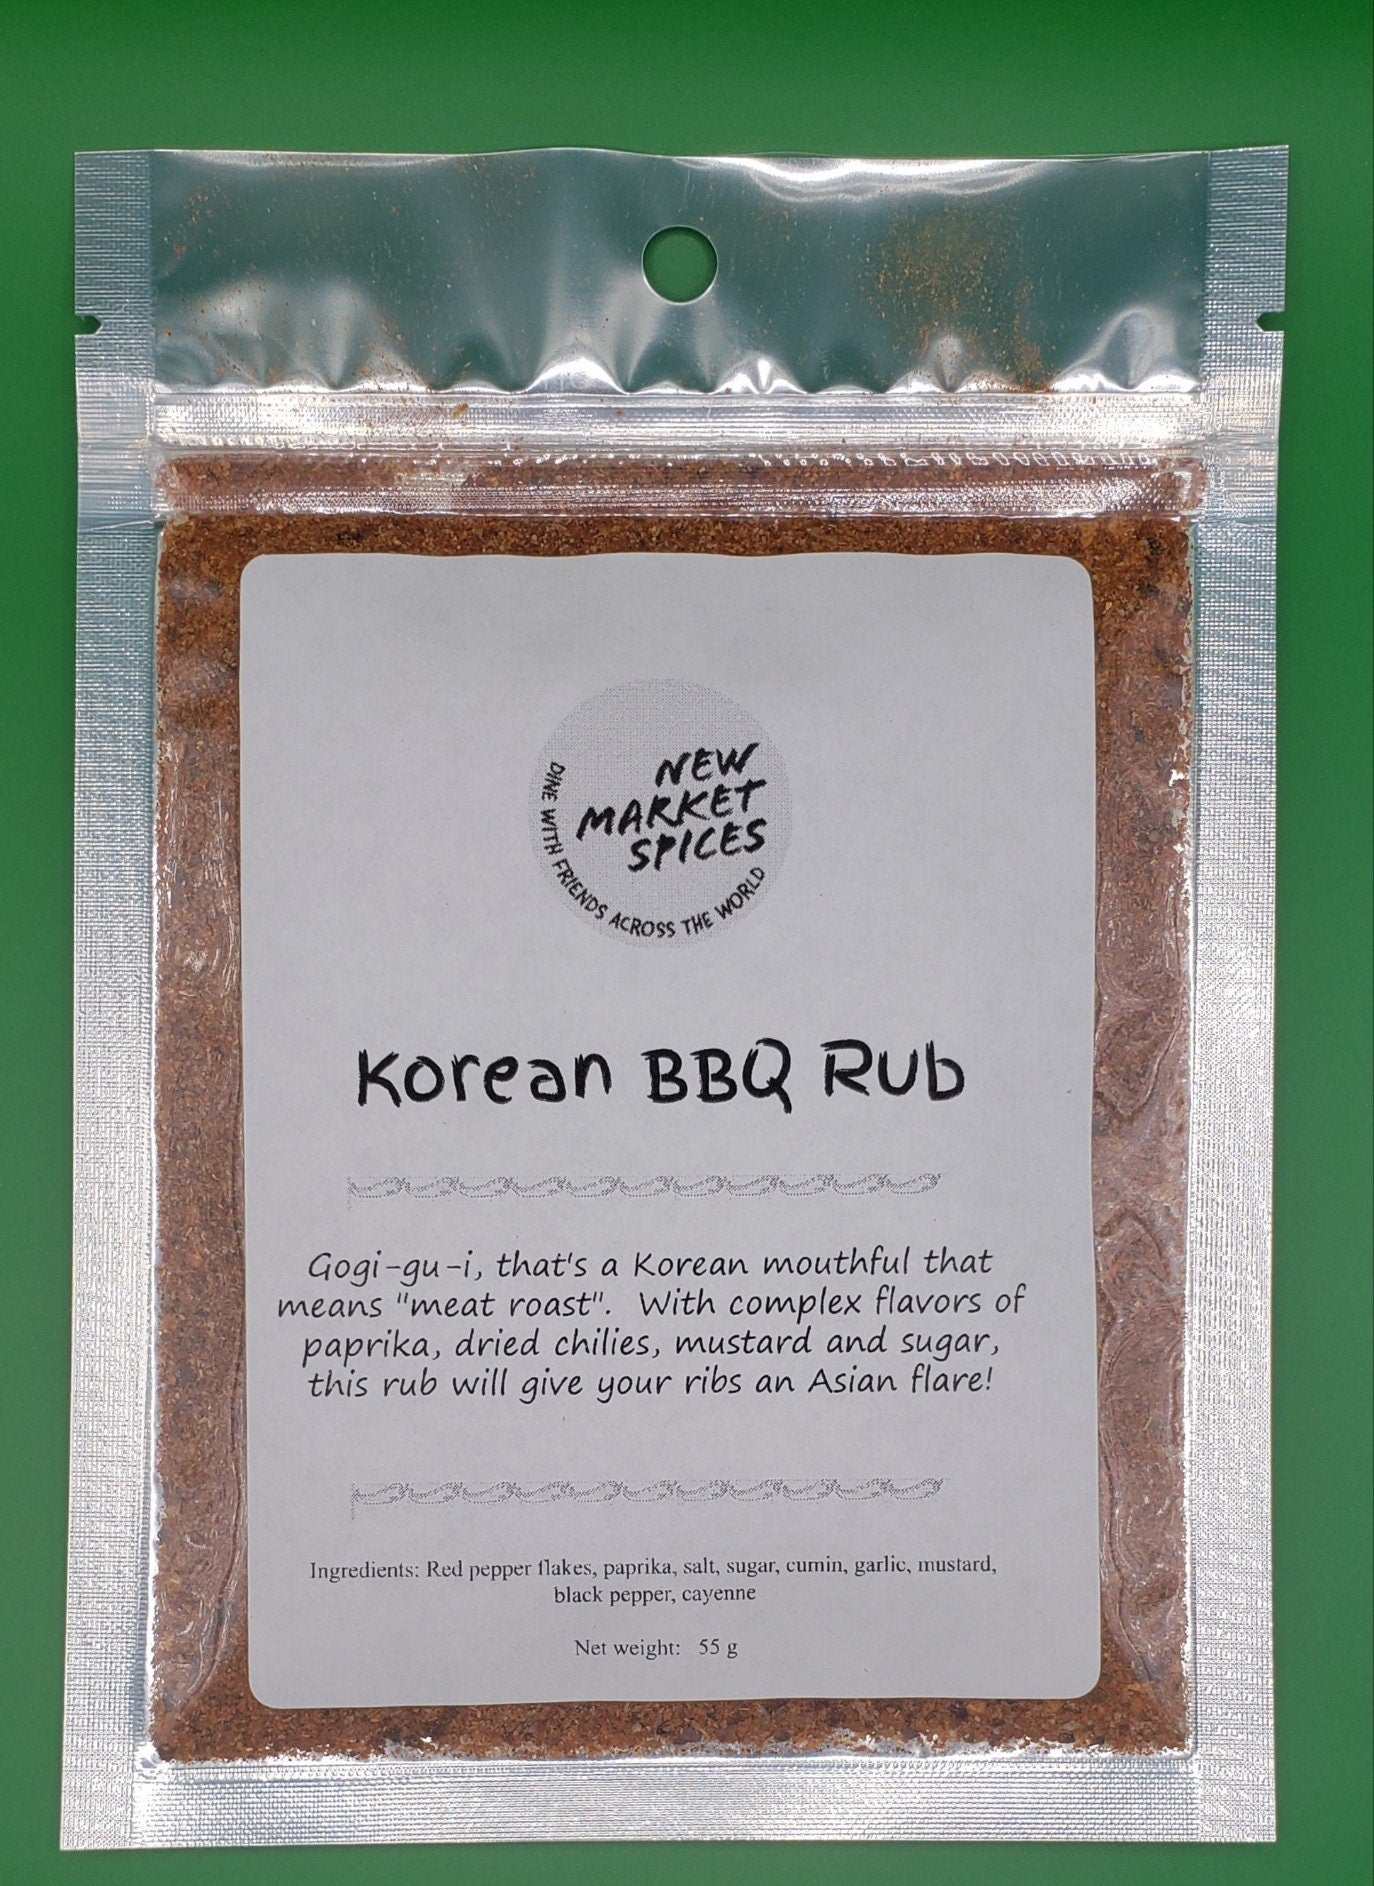 NEW
MARKET
SPICES
DINE WITH FRIENDS ACROSS THE WORLD
Korean BBQ Rub
Gogi-gu-i, that's a Korean mouthful that
means "meat roast".  With complex flavors of
paprika, dried chilies, mustard and sugar,
this rub will give your ribs an Asian flare!
Ingredients: Red pepper flakes, paprika, salt, sugar, cumin, garlic, mustard,
black pepper, cayenne
Net weight:   55 g